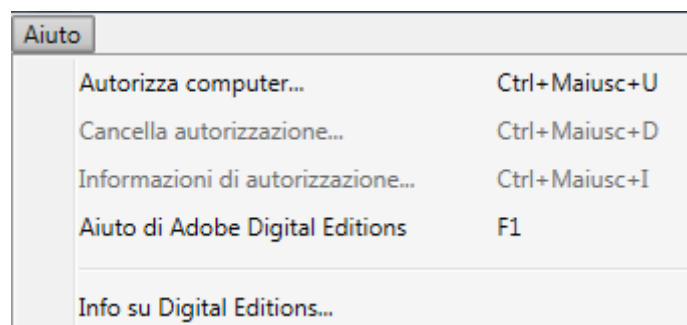 Aiuto
Autorizza computer... Ctrl+Maiusc+U
Cancella autorizzazione... Ctrl+Maiusc+D
Informazioni di autorizzazione... Ctrl+Maiusc+I
Aiuto di Adobe Digital Editions F1
Info su Digital Editions...